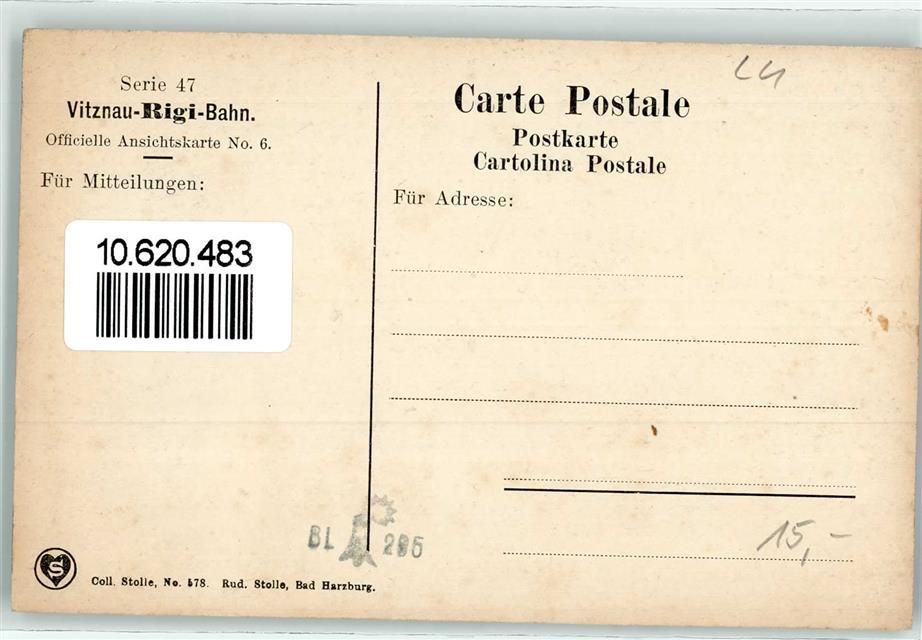 Serie 47
Vitznau-Rigi-Bahn.
Officielle Ansichtskarte No. 6.
Für Mitteilungen:
10.620.483
Carte Postale
Postkarte
Cartolina Postale
Für Adresse:
BL 295
15,-
S
Coll. Stolle, No. 578. Rud. Stolle, Bad Harzburg.